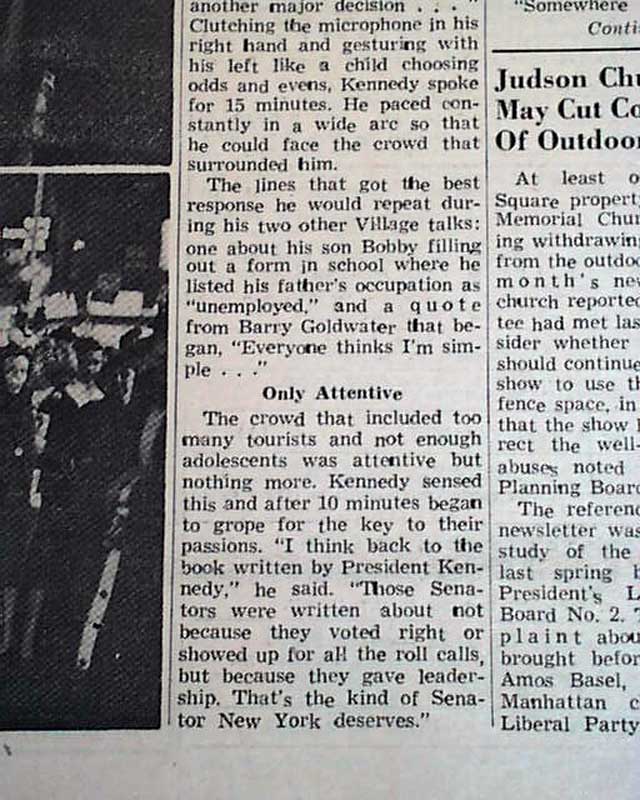 another major decision . . ."
Clutching the microphone in his
right hand and gesturing with
his left like a child choosing
odds and evens, Kennedy spoke
for 15 minutes. He paced con-
stantly in a wide arc so that
he could face the crowd that
surrounded him.
The lines that got the best
response he would repeat dur-
ing his two other Village talks:
one about his son Bobby filling
out a form in school where he
listed his father's occupation as
"unemployed," and a quote
from Barry Goldwater that be-
gan, "Everyone thinks I'm sim-
ple . . ."
Only Attentive
The crowd that included too
many tourists and not enough
adolescents was attentive but
nothing more. Kennedy sensed
this and after 10 minutes began
to grope for the key to their
passions. "I think back to the
book written by President Ken-
nedy," he said. "Those Sena-
tors were written about not
because they voted right or
showed up for all the roll calls,
but because they gave leader-
ship. That's the kind of Sena-
tor New York deserves."
"Somewhere
Conti
Judson Chu
May Cut Co
Of Outdoor
At least o
Square property
Memorial Chur
ing withdrawing
from the outdoo
month's new
church reported
tee had met las
sider whether
should continue
show to use th
fence space, in
that the show
rect the well-
abuses noted
Planning Board
The referenc
newsletter was
study of the
last spring b
President's L
Board No. 2.
plaint abou
brought before
Amos Basel,
Manhattan c
Liberal Party